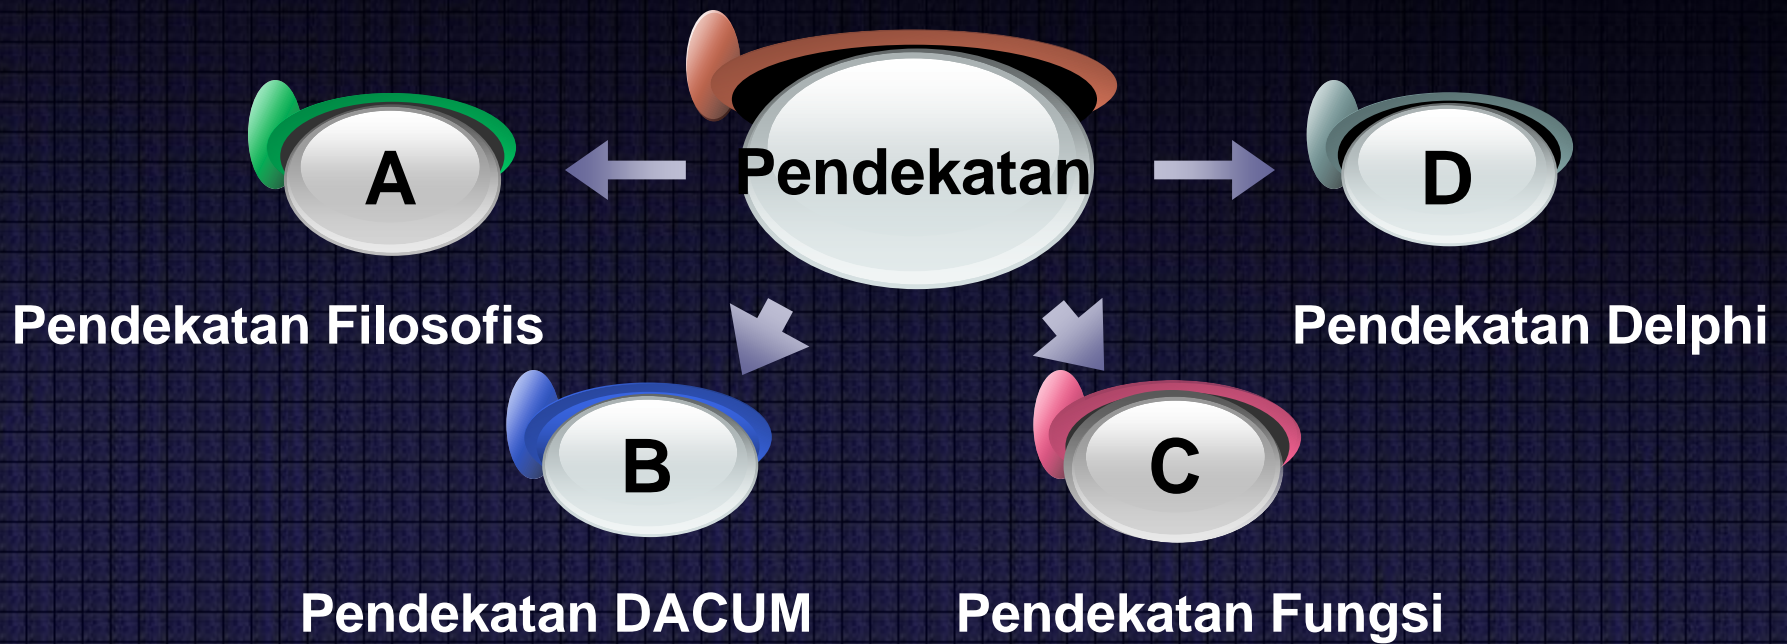 Pendekatan
A
D
Pendekatan Filosofis
Pendekatan Delphi
B
C
Pendekatan DACUM
Pendekatan Fungsi